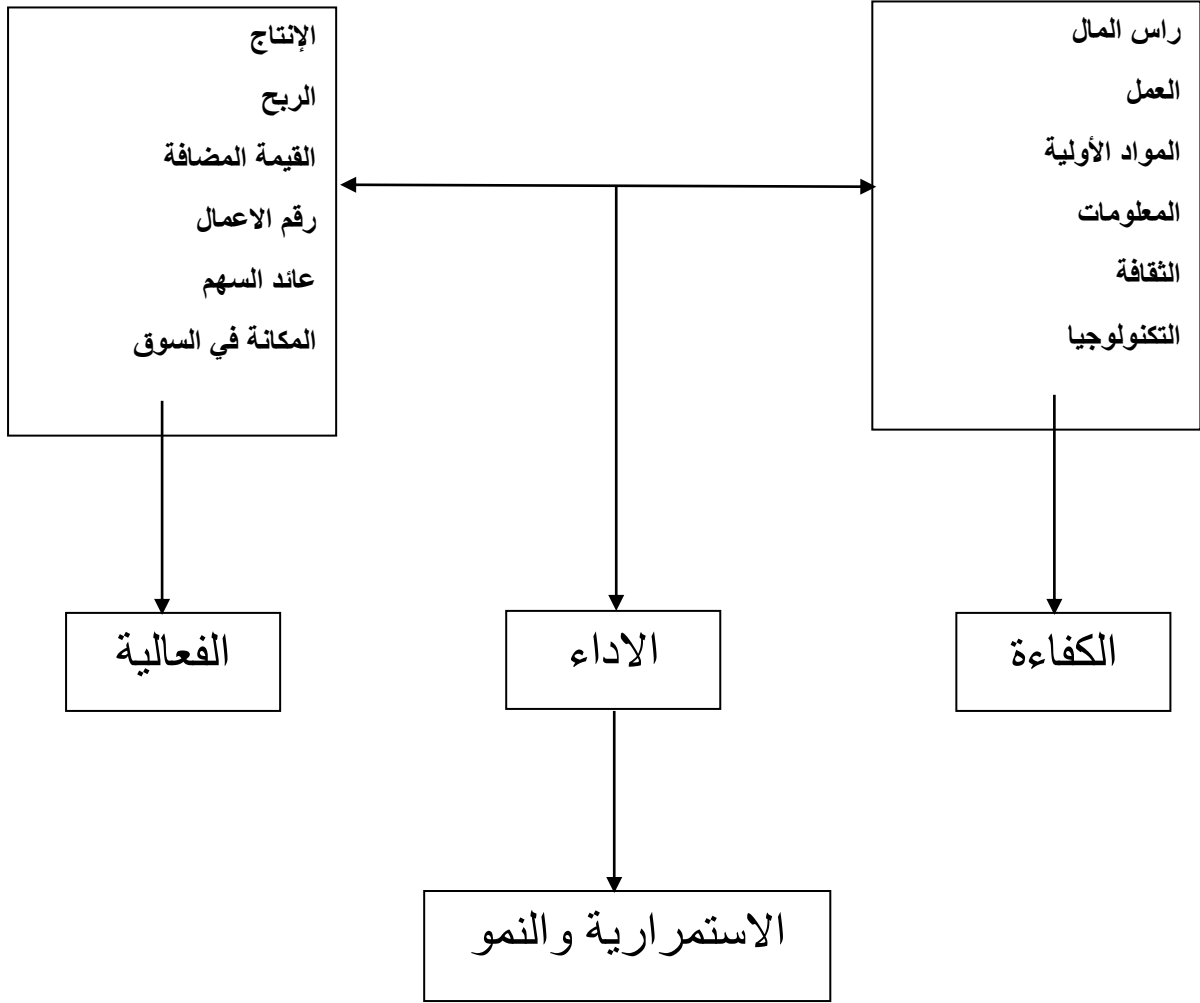 راس المال
العمل
المواد الأولية
المعلومات
الثقافة
التكنولوجيا
الإنتاج
الربح
القيمة المضافة
رقم الاعمال
عائد السهم
المكانة في السوق
الكفاءة
الاداء
الفعالية
الاستمرارية والنمو